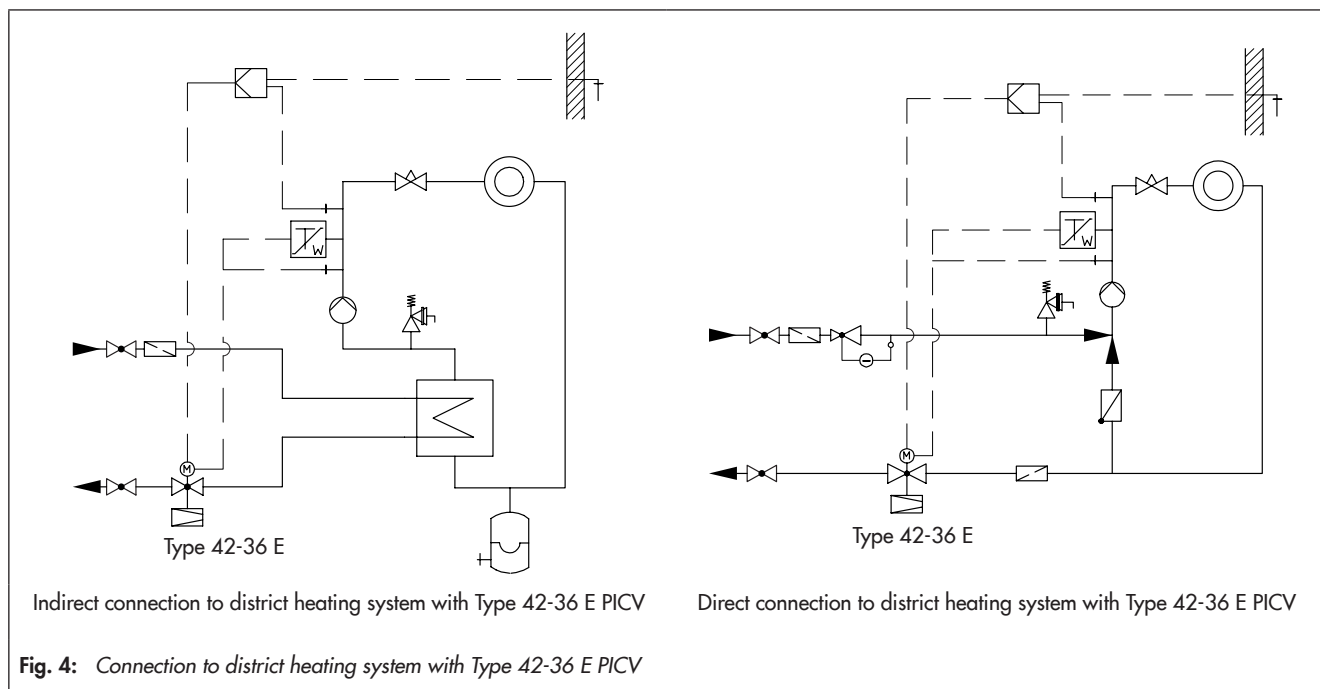 T W
M
Type 42-36 E
Indirect connection to district heating system with Type 42-36 E PICV
T W
M
Type 42-36 E
Direct connection to district heating system with Type 42-36 E PICV
Fig. 4: Connection to district heating system with Type 42-36 E PICV